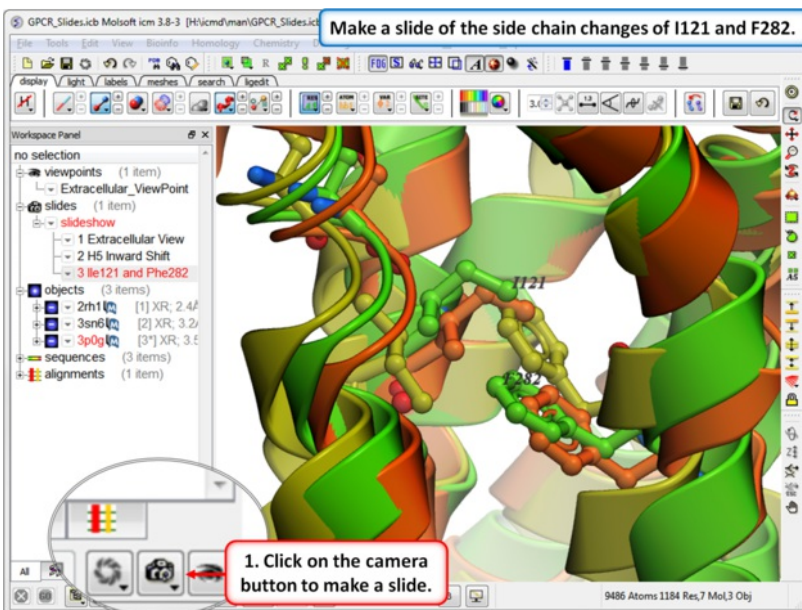 GPCR_Slides.icb Molsoft icm 3.8-3 [H:\icmd\man\GPCR_Slides.icb
Make a slide of the side chain changes of I121 and F282.
File Tools Edit View Bioinfo Homology Chemistry
FOG S A
display light labels meshes search ligedit
Workspace Panel
no selection
viewpoints (1 item)
Extracellular_ViewPoint
slides (1 item)
slideshow
1 Extracellular View
2 H5 Inward Shift
3 Ile121 and Phe282
objects (3 items)
2rh1 [1] XR; 2.4Å
3sn6 [2] XR; 3.2
3p0g [3*] XR; 3.5
sequences (3 items)
alignments (1 item)
I121
F282
All
1. Click on the camera
button to make a slide.
9486 Atoms 1184 Res,7 Mol,3 Obj